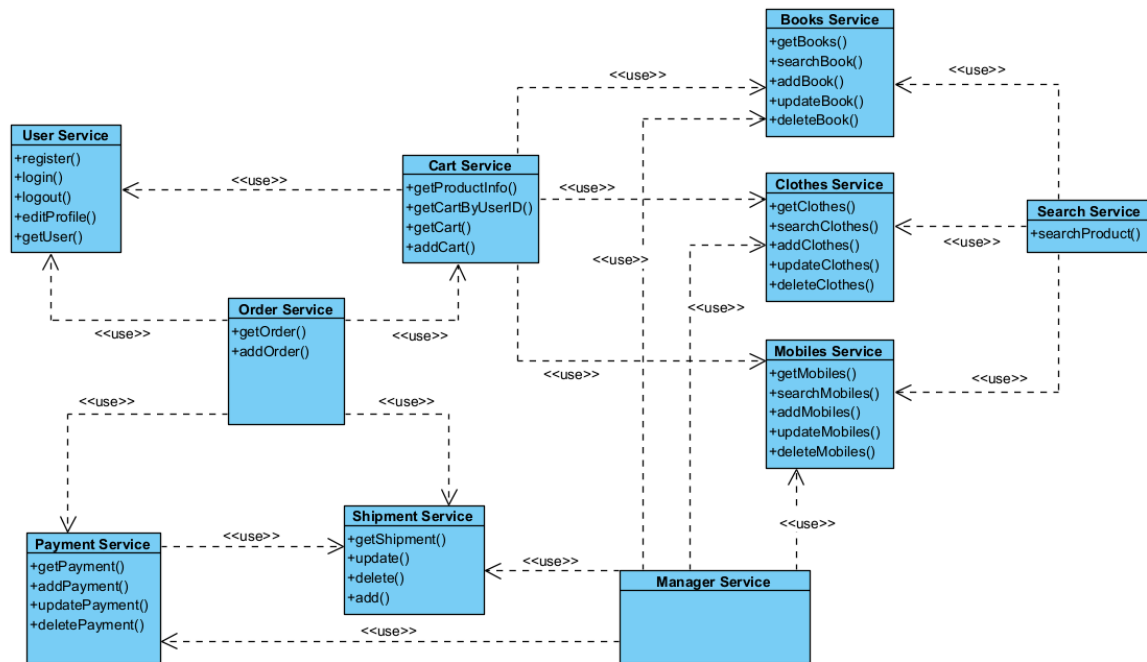 Books Service
+getBooks()
+searchBook()
+addBook()
+updateBook()
+deleteBook()
<<use>>
<<use>>
User Service
+register()
+login()
+logout()
+editProfile()
+getUser()
<<use>>
Cart Service
+getProductInfo()
+getCartByUserID()
+getCart()
+addCart()
<<use>>
<<use>>
Clothes Service
+getClothes()
+searchClothes()
+addClothes()
+updateClothes()
+deleteClothes()
<<use>>
Search Service
+searchProduct()
<<use>>
Order Service
+getOrder()
+addOrder()
<<use>>
<<use>>
<<use>>
Mobiles Service
+getMobiles()
+searchMobiles()
+addMobiles()
+updateMobiles()
+deleteMobiles()
<<use>>
<<use>>
<<use>>
<<use>>
Payment Service
+getPayment()
+addPayment()
+updatePayment()
+deletePayment()
<<use>>
Shipment Service
+getShipment()
+update()
+delete()
+add()
<<use>>
Manager Service
<<use>>